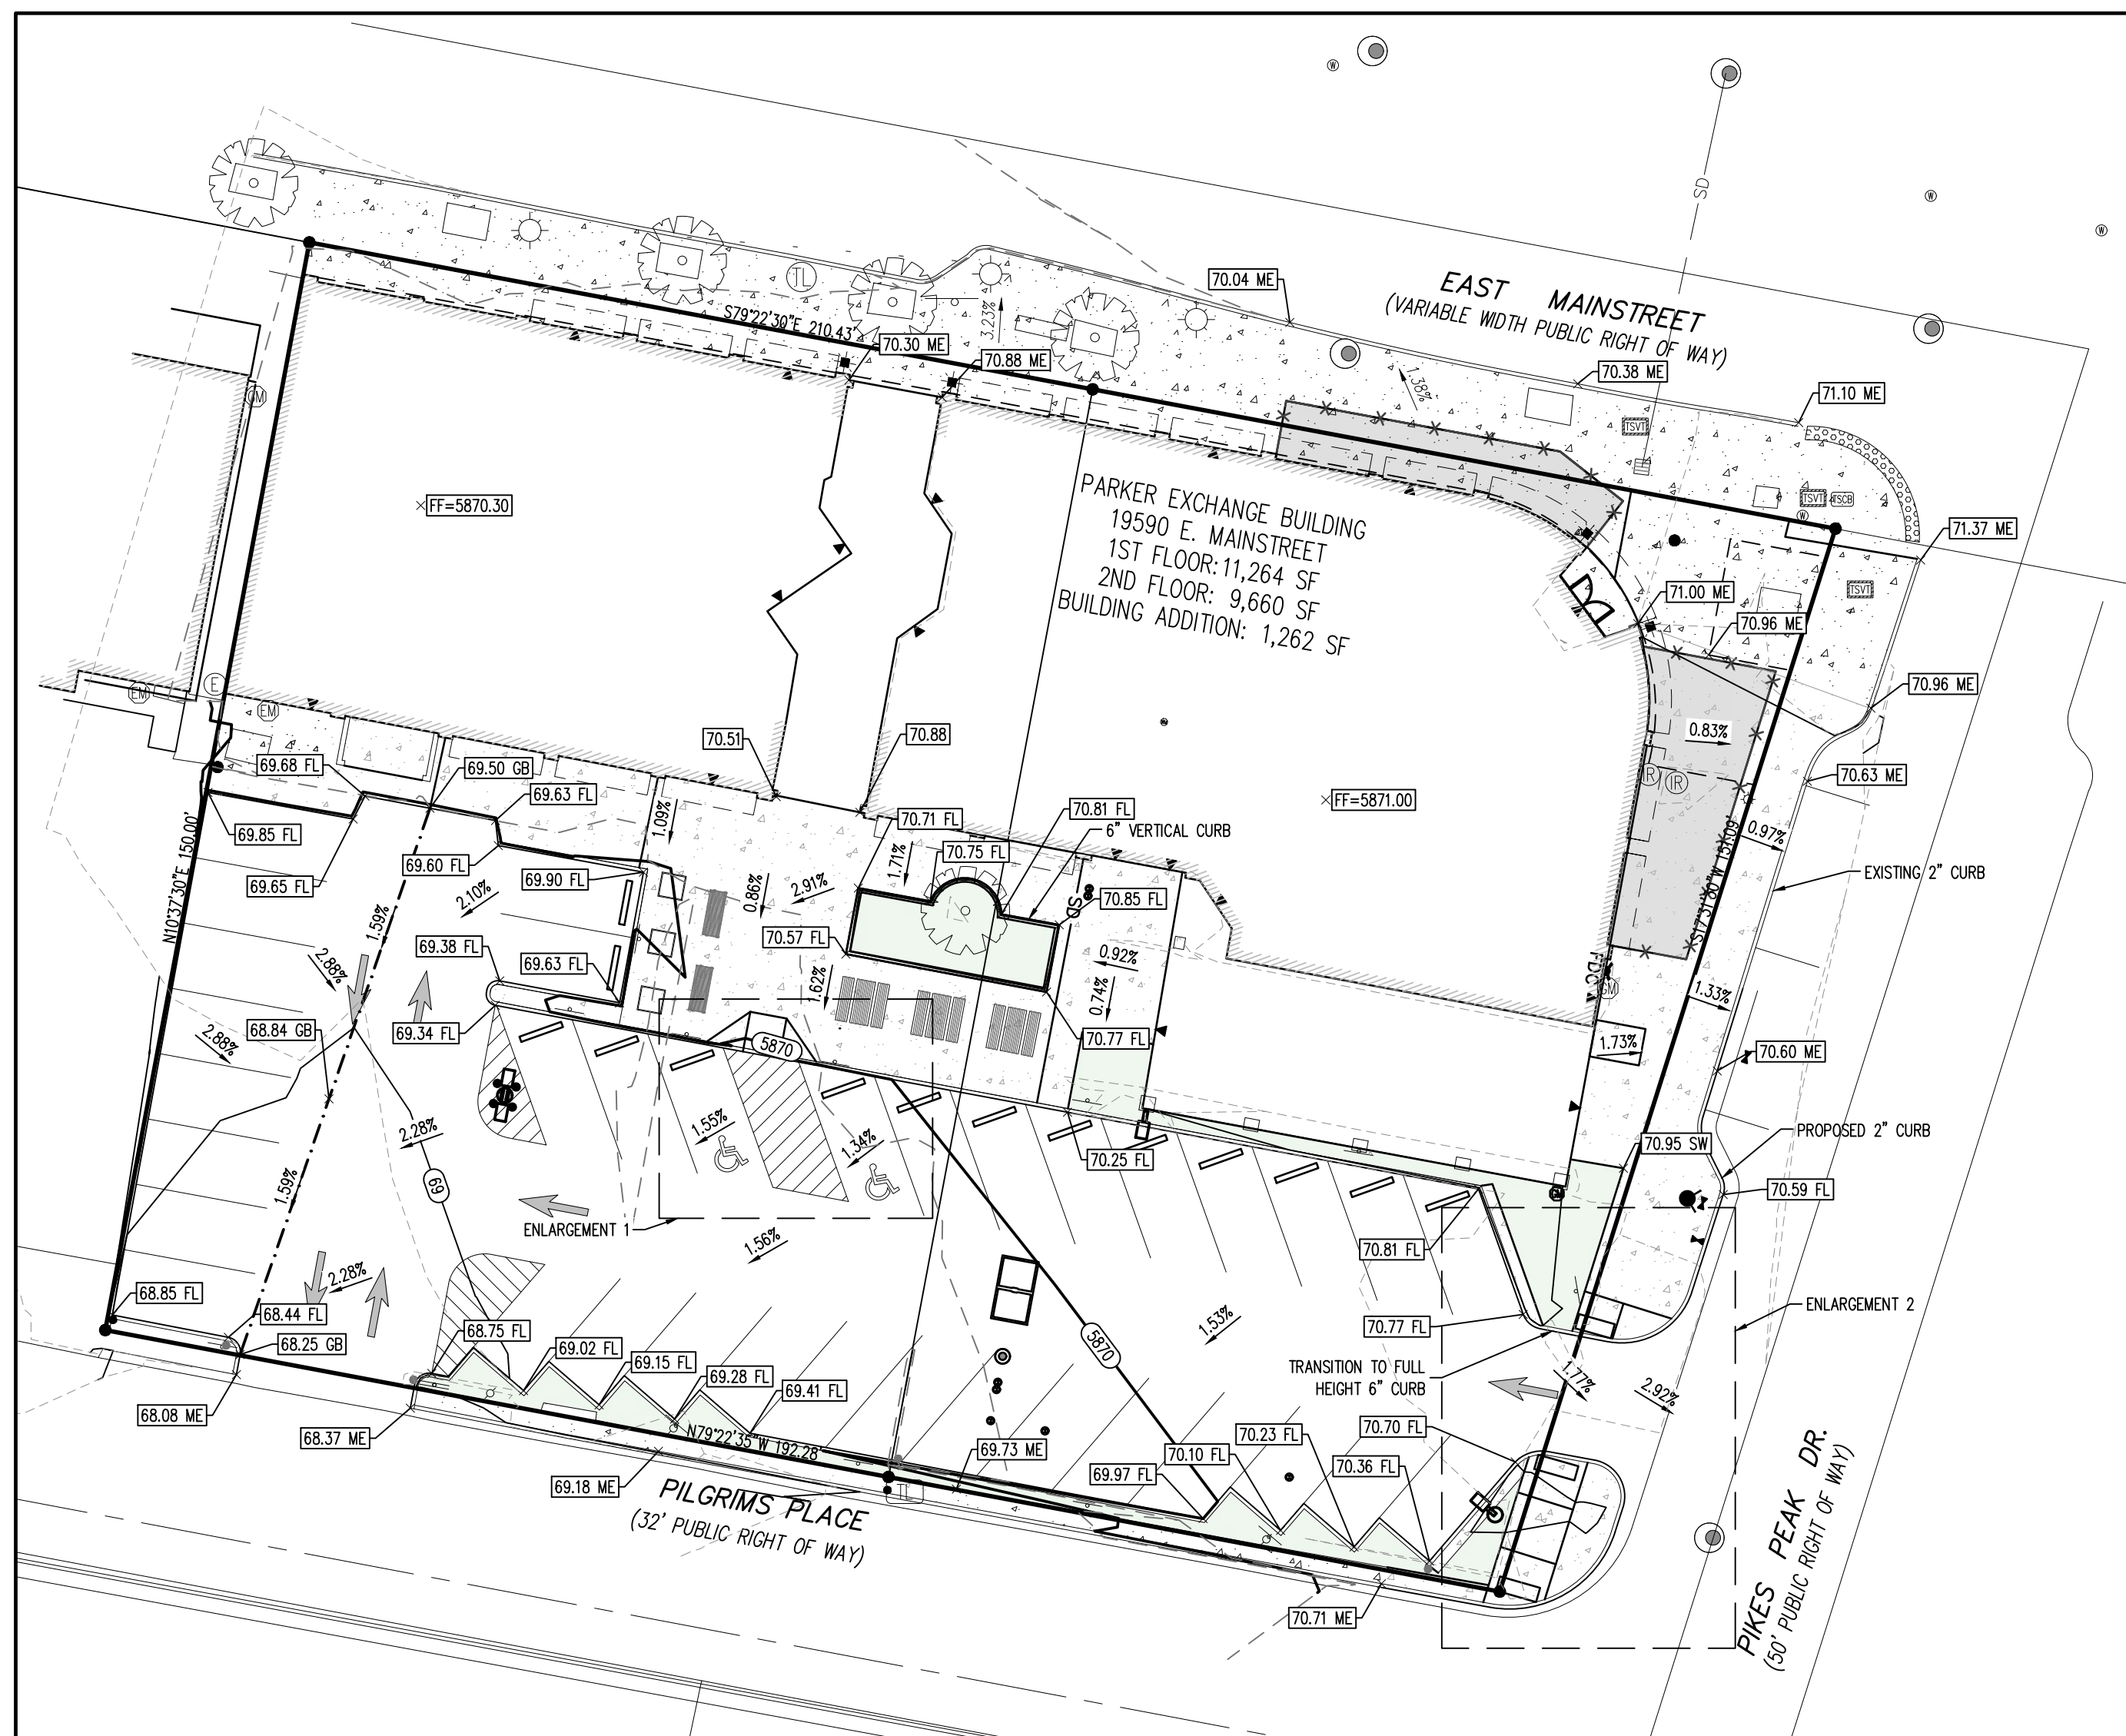 SD
W
W
W
W
EAST MAINSTREET
(VARIABLE WIDTH PUBLIC RIGHT OF WAY)
70.04 ME
TL
3.23%
S79°22'30"E 210.43'
70.30 ME
70.88 ME
70.38 ME
1.38%
71.10 ME
GM
TSVT
TSVT
TSCB
71.37 ME
TSVT
FF=5870.30
PARKER EXCHANGE BUILDING
19590 E. MAINSTREET
1ST FLOOR: 11,264 SF
2ND FLOOR: 9,660 SF
BUILDING ADDITION: 1,262 SF
71.00 ME
70.96 ME
70.96 ME
E
EM
EM
0.83%
IR
IR
70.63 ME
70.51
70.88
69.68 FL
69.50 GB
69.63 FL
FF=5871.00
70.81 FL
70.71 FL
6" VERTICAL CURB
0.97%
69.85 FL
1.09%
1.71%
70.75 FL
69.60 FL
69.65 FL
69.90 FL
EXISTING 2" CURB
N10°37'30"E 150.00'
2.10%
0.86%
2.91%
70.85 FL
SD
1.59%
70.57 FL
69.38 FL
69.63 FL
2.88%
1.62%
0.92%
0.74%
FDC
GM
1.33%
68.84 GB
69.34 FL
2.88%
5870
70.77 FL
1.73%
70.60 ME
2.28%
1.55%
1.34%
70.95 SW
PROPOSED 2" CURB
70.25 FL
69
1.59%
70.59 FL
ENLARGEMENT 1
1.56%
70.81 FL
2.28%
68.85 FL
68.44 FL
68.25 GB
68.75 FL
69.02 FL
69.15 FL
69.28 FL
69.41 FL
1.53%
5870
70.77 FL
ENLARGEMENT 2
TRANSITION TO FULL
HEIGHT 6" CURB
1.77%
2.92%
68.08 ME
68.37 ME
N79°22'35"W 192.28'
69.18 ME
69.73 ME
TL
69.97 FL
70.10 FL
70.23 FL
70.36 FL
70.70 FL
PILGRIMS PLACE
(32' PUBLIC RIGHT OF WAY)
70.71 ME
PIKES PEAK DR.
(50' PUBLIC RIGHT OF WAY)